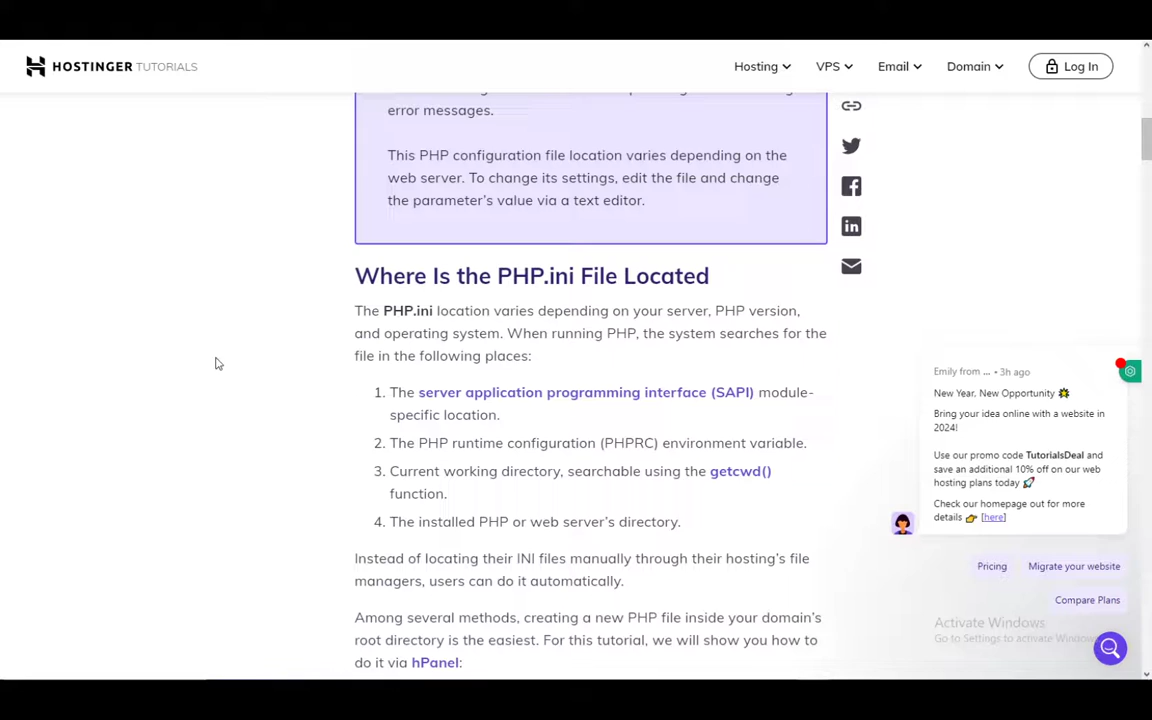 HOSTINGER TUTORIALS
Hosting
VPS
Email
Domain
Log In
error messages.
This PHP configuration file location varies depending on the
web server. To change its settings, edit the file and change
the parameter's value via a text editor.
Where Is the PHP.ini File Located
The PHP.ini location varies depending on your server, PHP version,
and operating system. When running PHP, the system searches for the
file in the following places:
1. The server application programming interface (SAPI) module-
specific location.
2. The PHP runtime configuration (PHPRC) environment variable.
3. Current working directory, searchable using the getcwd()
function.
4. The installed PHP or web server's directory.
Instead of locating their INI files manually through their hosting's file
managers, users can do it automatically.
Among several methods, creating a new PHP file inside your domain's
root directory is the easiest. For this tutorial, we will show you how to
do it via hPanel:
Emily from ... • 3h ago
New Year, New Opportunity
Bring your idea online with a website in
2024!
Use our promo code TutorialsDeal and
save an additional 10% off on our web
hosting plans today
Check our homepage out for more
details [here]
Pricing
Migrate your website
Compare Plans
Activate Windows
Go to Settings to activate Windows.